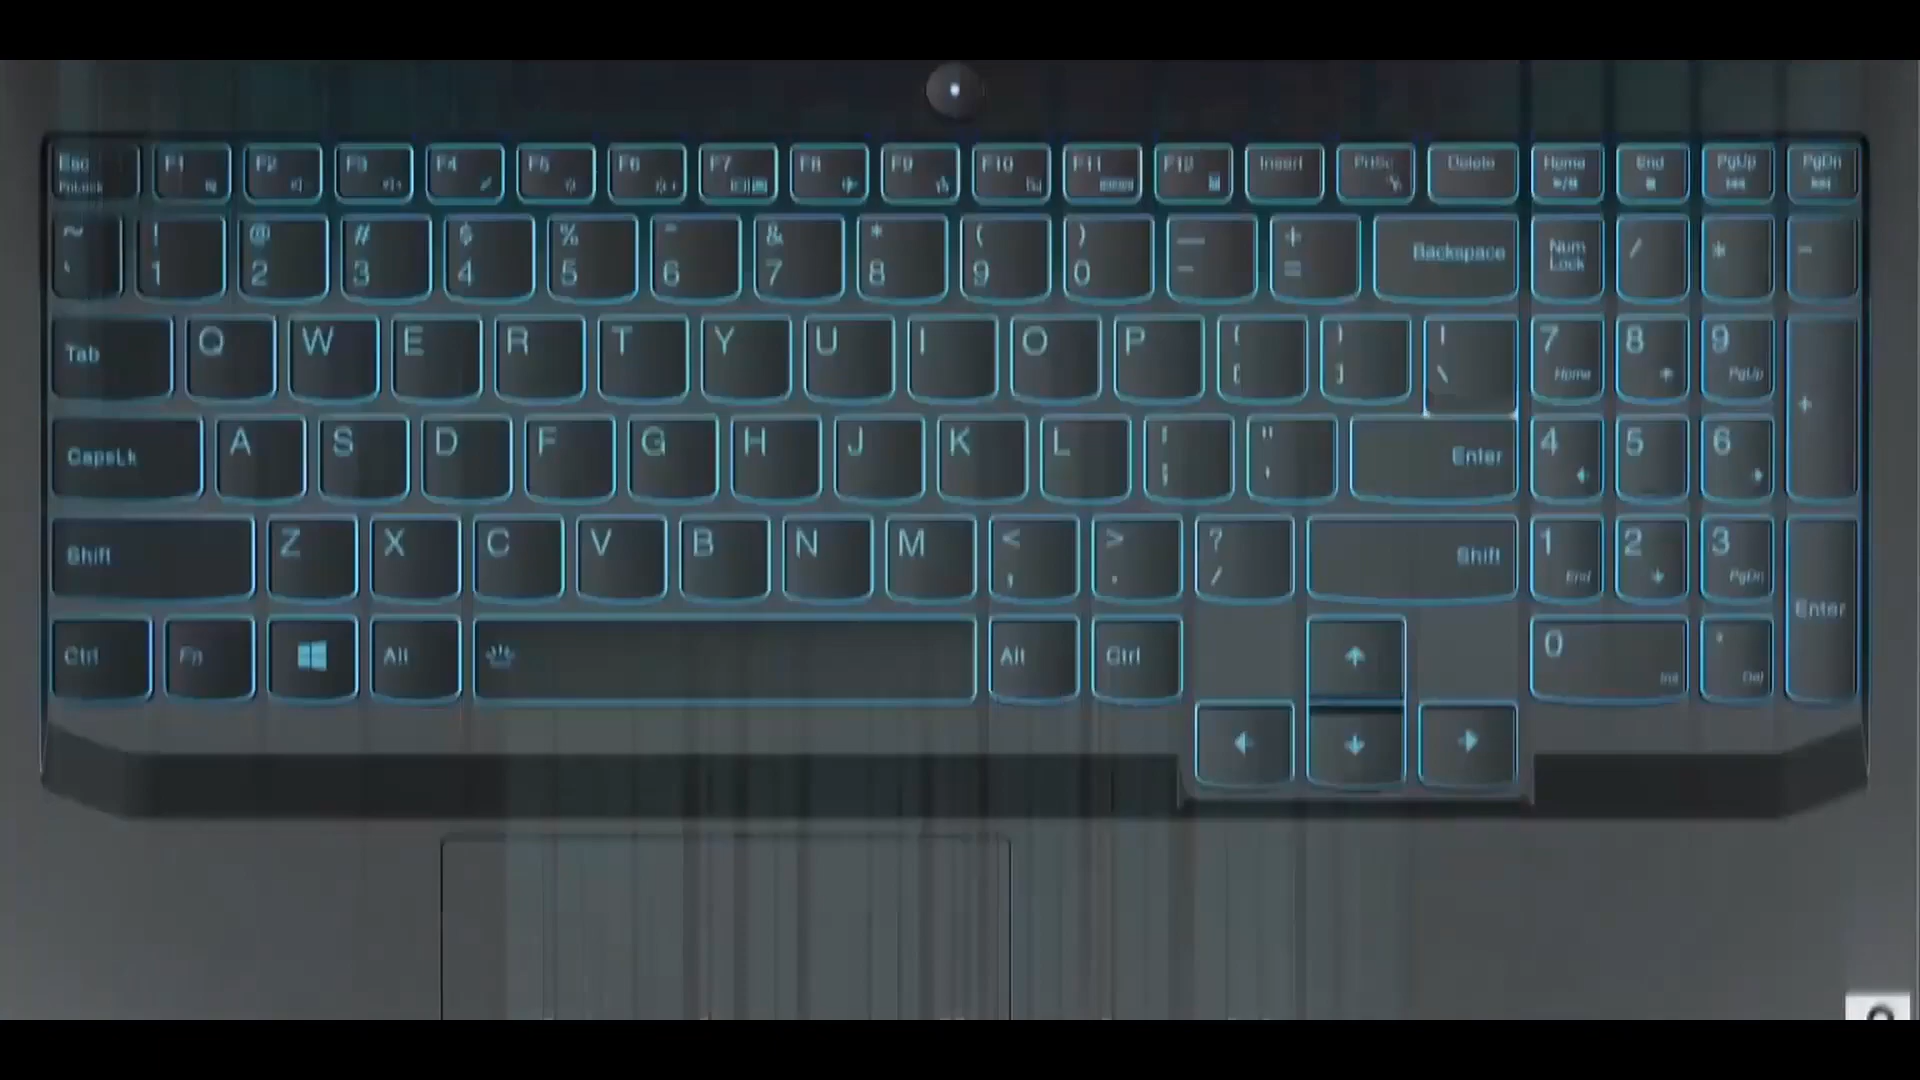 Esc F1 F2 F3 F4 F5 F6 F7 F8 F9 F10 F11 F12 Insert PrtSc Delete Home End PgUp PgDn
FnLock
~ ! @ # $ % & * ( ) — + Backspace Num / * -
` 1 2 3 4 5 6 7 8 9 0 - = Lock
Tab Q W E R T Y U I O P { } | 7 8 9
[ ] \ Home PgUp +
CapsLk A S D F G H J K L " Enter 4 5 6
; '
Shift Z X C V B N M < > ? Shift 1 2 3
, . / End PgDn Enter
Ctrl Fn Alt Alt Ctrl 0 .
Ins Del